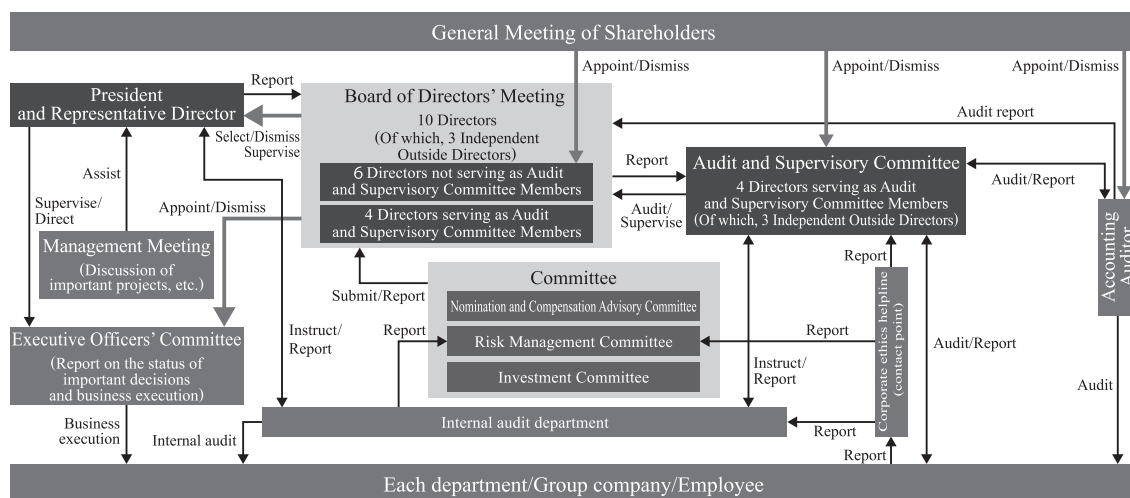 General Meeting of Shareholders
Appoint/Dismiss
Appoint/Dismiss
Appoint/Dismiss
President
and Representative Director
Report
Select/Dismiss
Supervise
Board of Directors’ Meeting
10 Directors
(Of which, 3 Independent
Outside Directors)
6 Directors not serving as Audit
and Supervisory Committee Members
4 Directors serving as Audit
and Supervisory Committee Members
Audit report
Report
Audit/
Supervise
Audit and Supervisory Committee
4 Directors serving as Audit
and Supervisory Committee Members
(Of which, 3 Independent Outside Directors)
Audit/Report
Accounting
Auditor
Assist
Supervise/
Direct
Appoint/Dismiss
Management Meeting
(Discussion of
important projects, etc.)
Submit/Report
Committee
Nomination and Compensation Advisory Committee
Risk Management Committee
Investment Committee
Report
Report
Report
Corporate ethics helpline
(contact point)
Executive Officers’ Committee
(Report on the status of
important decisions
and business execution)
Instruct/
Report
Instruct/
Report
Audit/Report
Audit
Business
execution
Internal audit
Internal audit department
Report
Report
Each department/Group company/Employee